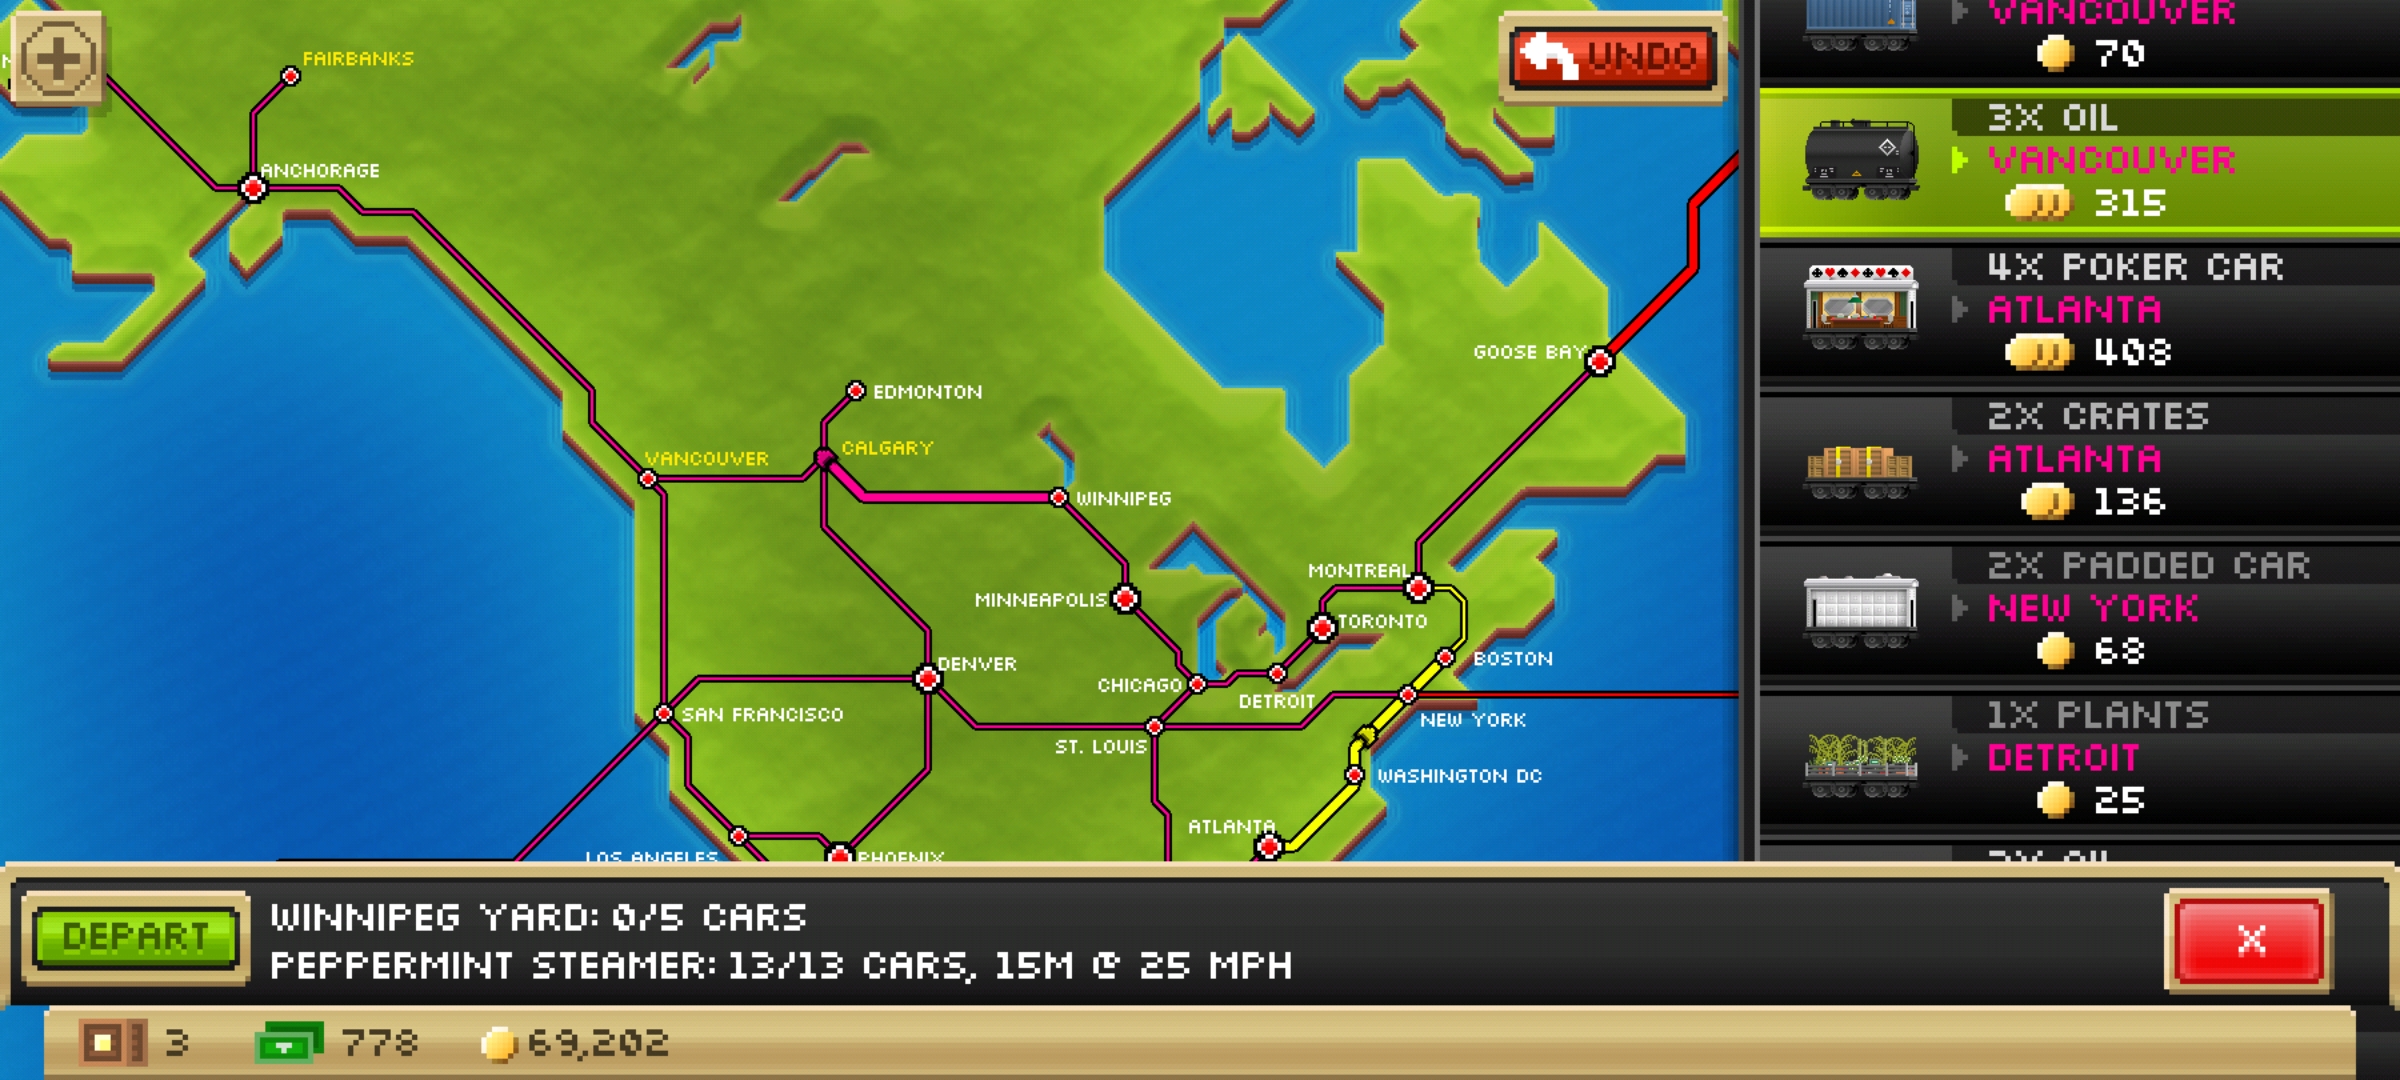 FAIRBANKS
ANCHORAGE
EDMONTON
CALGARY
VANCOUVER
WINNIPEG
GOOSE BAY
MONTREAL
MINNEAPOLIS
TORONTO
BOSTON
DENVER
CHICAGO
DETROIT
SAN FRANCISCO
NEW YORK
ST. LOUIS
WASHINGTON DC
ATLANTA
LOS ANGELES
PHOENIX
UNDO
VANCOUVER
70
3X OIL
VANCOUVER
315
4X POKER CAR
ATLANTA
408
2X CRATES
ATLANTA
136
2X PADDED CAR
NEW YORK
68
1X PLANTS
DETROIT
25
DEPART
WINNIPEG YARD: 0/5 CARS
PEPPERMINT STEAMER: 13/13 CARS, 15M @ 25 MPH
X
3
778
69,202